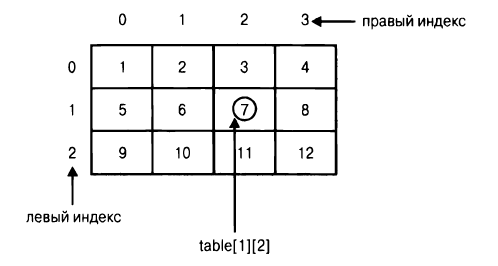 0 1 2 3 правый индекс
0 1 2 3 4
1 5 6 7 8
2 9 10 11 12
левый индекс
table[1][2]